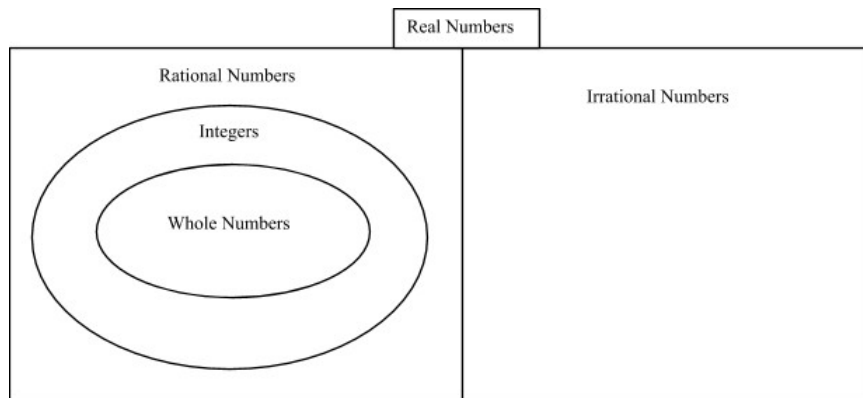 Real Numbers
Rational Numbers
Irrational Numbers
Integers
Whole Numbers